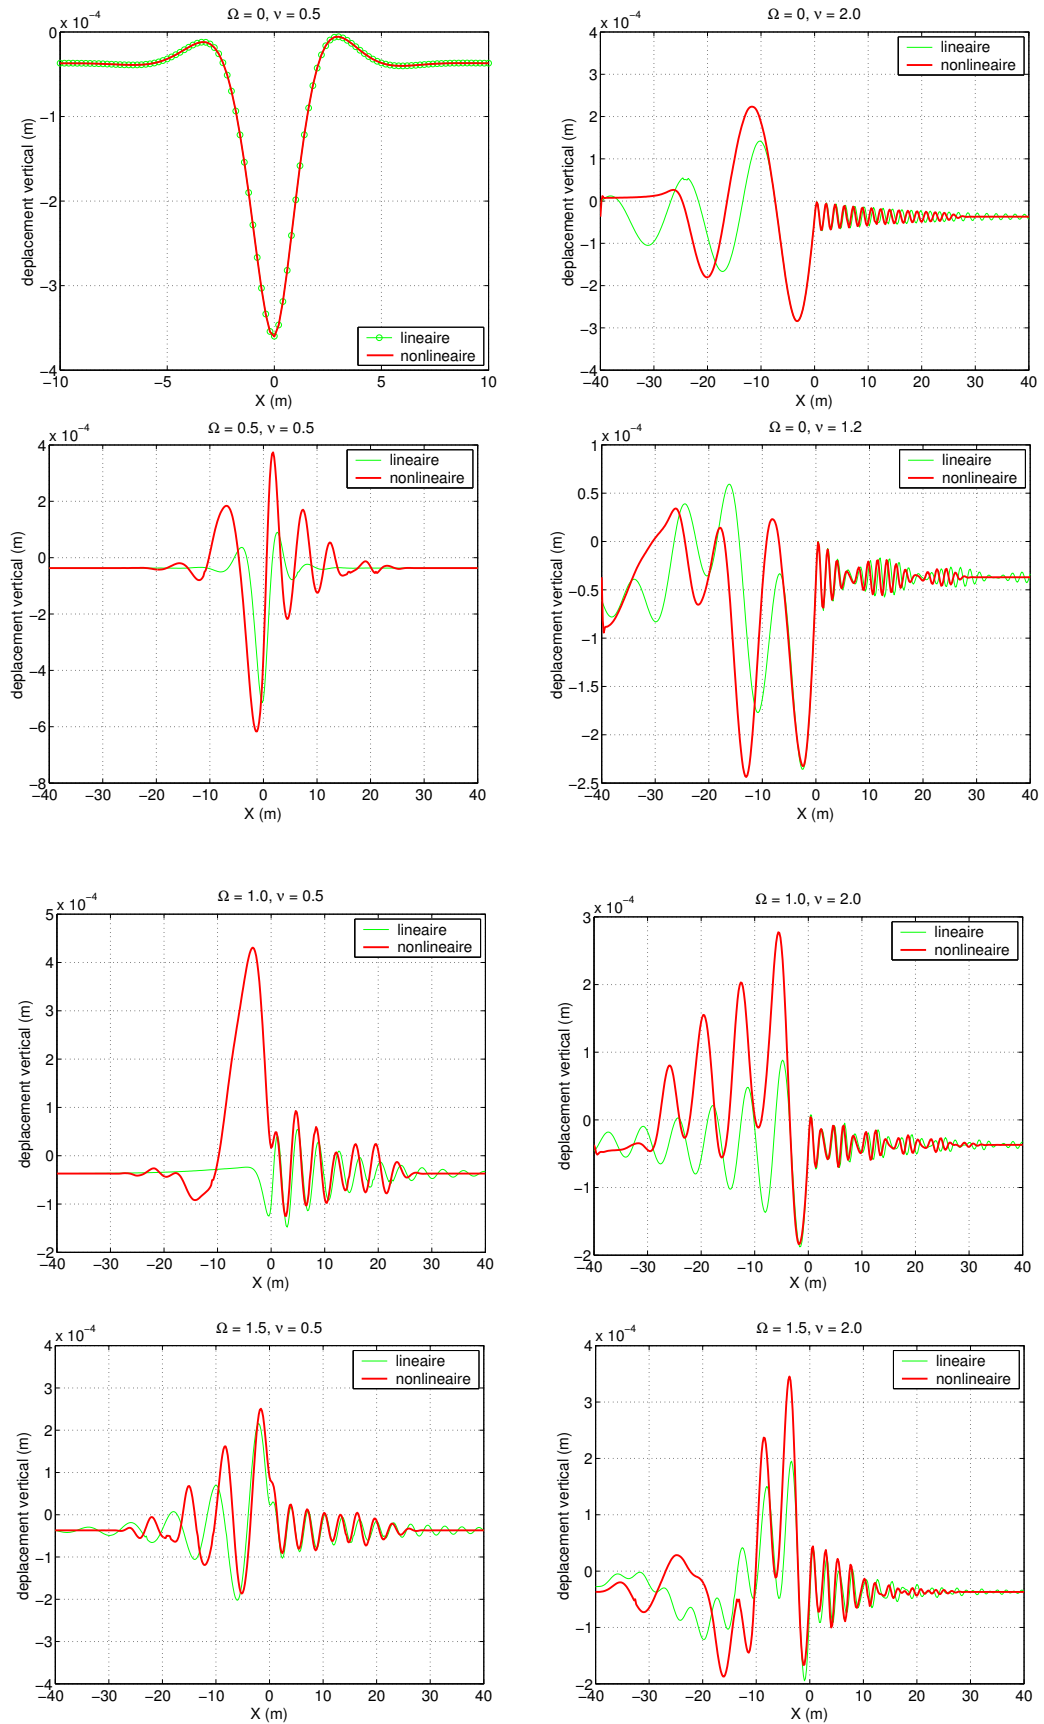 Ω = 0, ν = 0.5
x 10⁻⁴
0
−1
−2
−3
−4
deplacement vertical (m)
lineaire
nonlineaire
−10
−5
0
5
10
X (m)
Ω = 0, ν = 2.0
x 10⁻⁴
4
3
2
1
0
−1
−2
−3
−4
deplacement vertical (m)
lineaire
nonlineaire
−40
−30
−20
−10
0
10
20
30
40
X (m)
Ω = 0.5, ν = 0.5
x 10⁻⁴
4
2
0
−2
−4
−6
−8
deplacement vertical (m)
lineaire
nonlineaire
−40
−30
−20
−10
0
10
20
30
40
X (m)
Ω = 0, ν = 1.2
x 10⁻⁴
1
0.5
0
−0.5
−1
−1.5
−2
−2.5
deplacement vertical (m)
lineaire
nonlineaire
−40
−30
−20
−10
0
10
20
30
40
X (m)
Ω = 1.0, ν = 0.5
x 10⁻⁴
5
4
3
2
1
0
−1
−2
deplacement vertical (m)
lineaire
nonlineaire
−40
−30
−20
−10
0
10
20
30
40
X (m)
Ω = 1.0, ν = 2.0
x 10⁻⁴
3
2
1
0
−1
−2
deplacement vertical (m)
lineaire
nonlineaire
−40
−30
−20
−10
0
10
20
30
40
X (m)
Ω = 1.5, ν = 0.5
x 10⁻⁴
4
3
2
1
0
−1
−2
−3
−4
deplacement vertical (m)
lineaire
nonlineaire
−40
−30
−20
−10
0
10
20
30
40
X (m)
Ω = 1.5, ν = 2.0
x 10⁻⁴
4
3
2
1
0
−1
−2
deplacement vertical (m)
lineaire
nonlineaire
−40
−30
−20
−10
0
10
20
30
40
X (m)